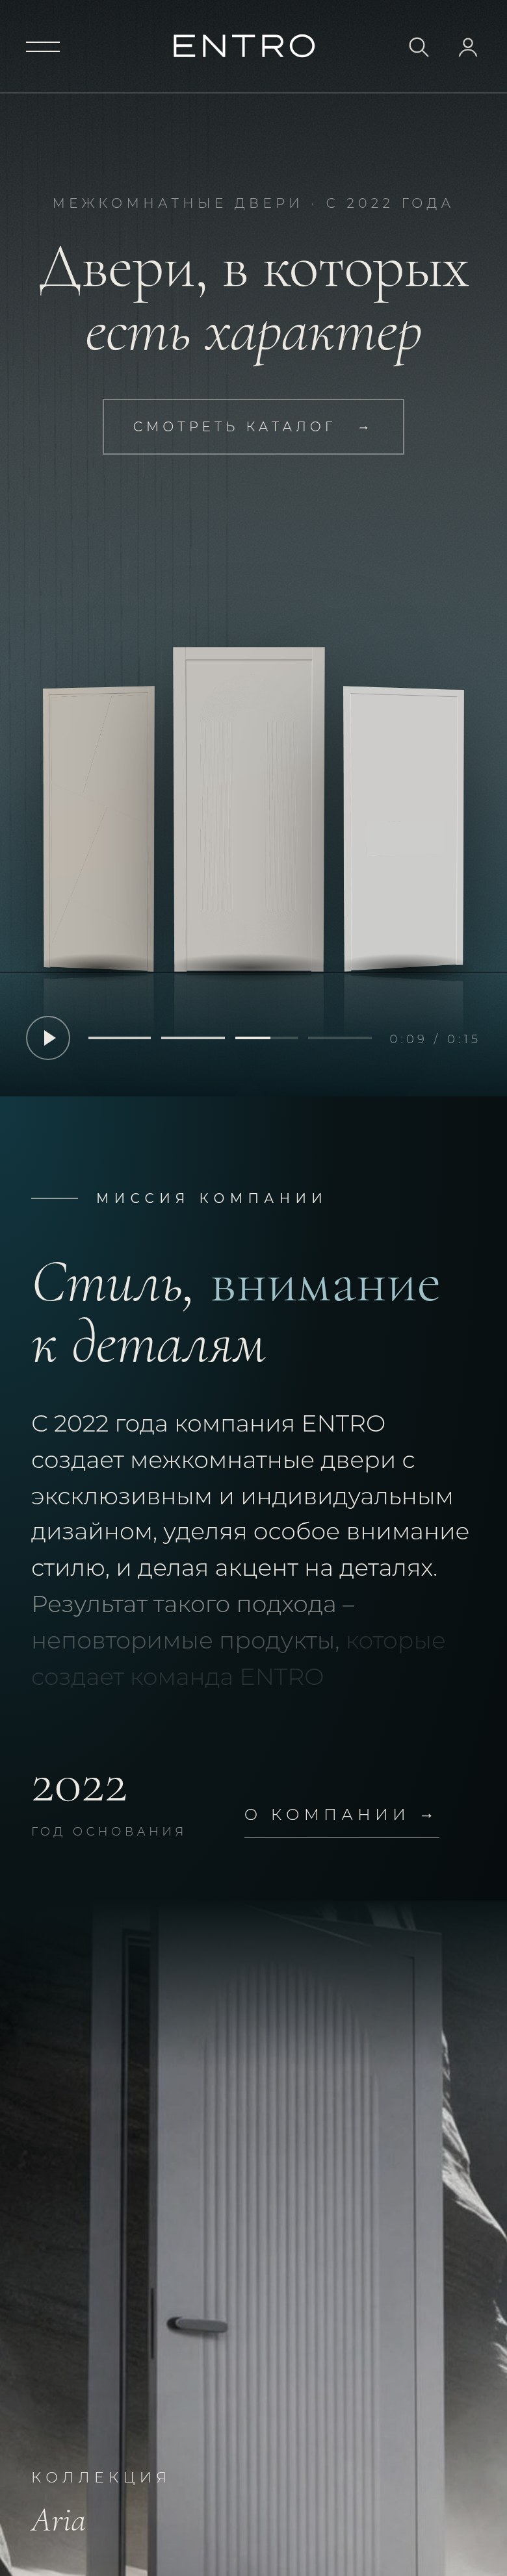 ENTRO
МЕЖКОМНАТНЫЕ ДВЕРИ · С 2022 ГОДА
Двери, в которых
есть характер
СМОТРЕТЬ КАТАЛОГ →
0:09 / 0:15
МИССИЯ КОМПАНИИ
Стиль, внимание
к деталям
С 2022 года компания ENTRO
создает межкомнатные двери с
эксклюзивным и индивидуальным
дизайном, уделяя особое внимание
стилю, и делая акцент на деталях.
Результат такого подхода –
неповторимые продукты, которые
создает команда ENTRO
2022
ГОД ОСНОВАНИЯ
О КОМПАНИИ →
КОЛЛЕКЦИЯ
Aria